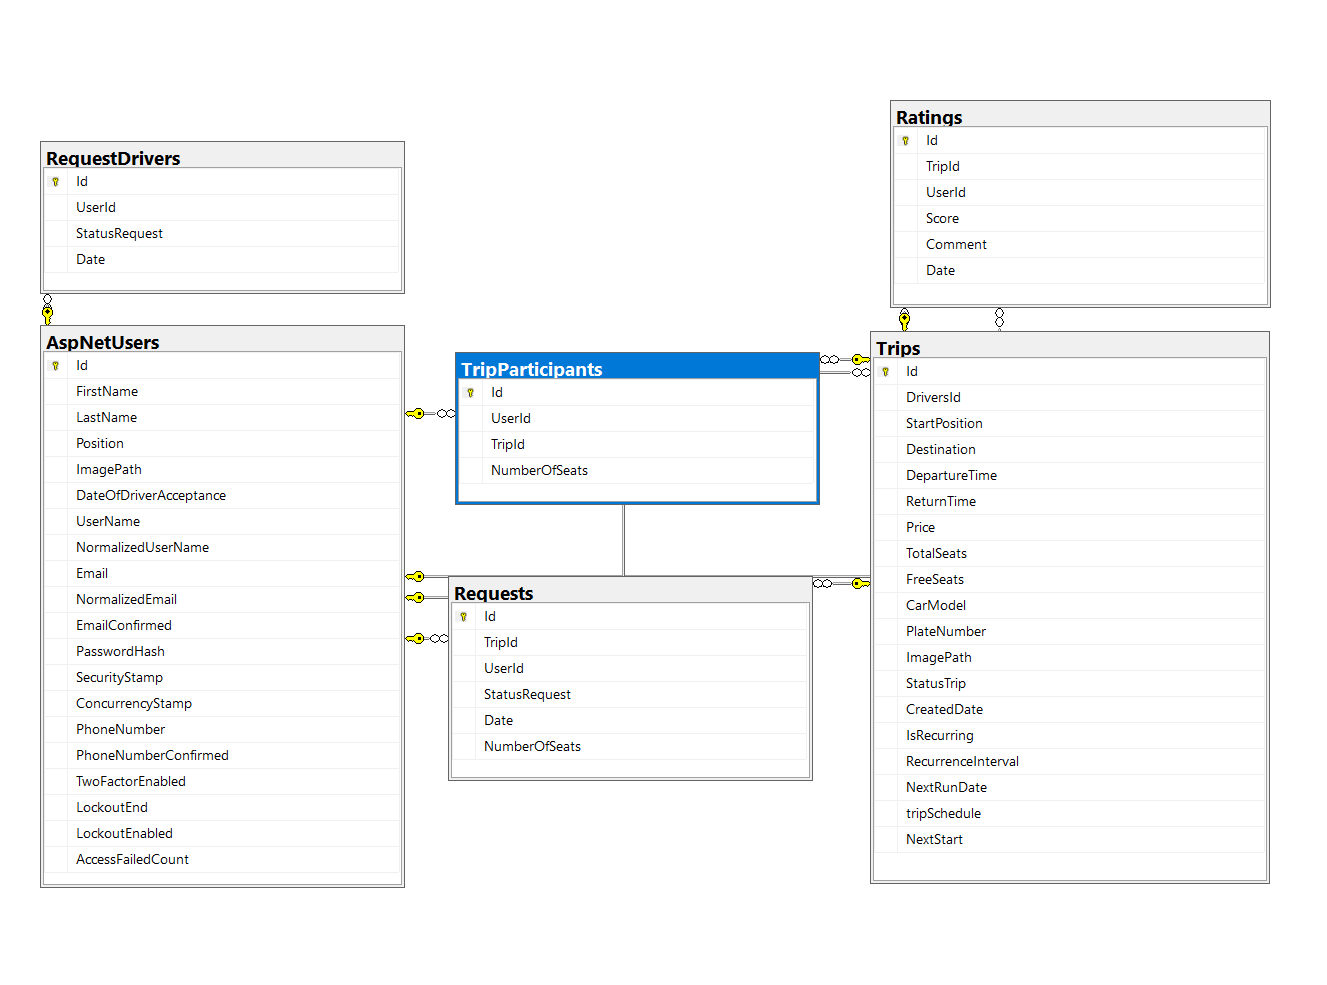 RequestDrivers
Id
UserId
StatusRequest
Date
AspNetUsers
Id
FirstName
LastName
Position
ImagePath
DateOfDriverAcceptance
UserName
NormalizedUserName
Email
NormalizedEmail
EmailConfirmed
PasswordHash
SecurityStamp
ConcurrencyStamp
PhoneNumber
PhoneNumberConfirmed
TwoFactorEnabled
LockoutEnd
LockoutEnabled
AccessFailedCount
TripParticipants
Id
UserId
TripId
NumberOfSeats
Requests
Id
TripId
UserId
StatusRequest
Date
NumberOfSeats
Ratings
Id
TripId
UserId
Score
Comment
Date
Trips
Id
DriversId
StartPosition
Destination
DepartureTime
ReturnTime
Price
TotalSeats
FreeSeats
CarModel
PlateNumber
ImagePath
StatusTrip
CreatedDate
IsRecurring
RecurrenceInterval
NextRunDate
tripSchedule
NextStart